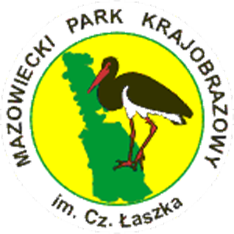 MAZOWIECKI PARK KRAJOBRAZOWY
im. Cz. Łaszka